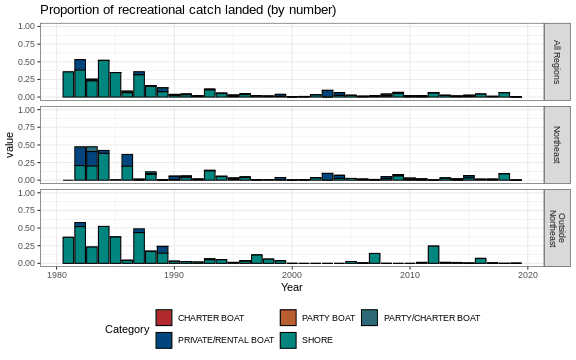 Proportion of recreational catch landed (by number)
1.00
0.75
0.50
0.25
0.00
All Regions
1.00
0.75
0.50
0.25
0.00
Northeast
1.00
0.75
0.50
0.25
0.00
Outside
Northeast
value
1980
1990
2000
2010
2020
Year
Category
CHARTER BOAT
PARTY BOAT
PARTY/CHARTER BOAT
PRIVATE/RENTAL BOAT
SHORE